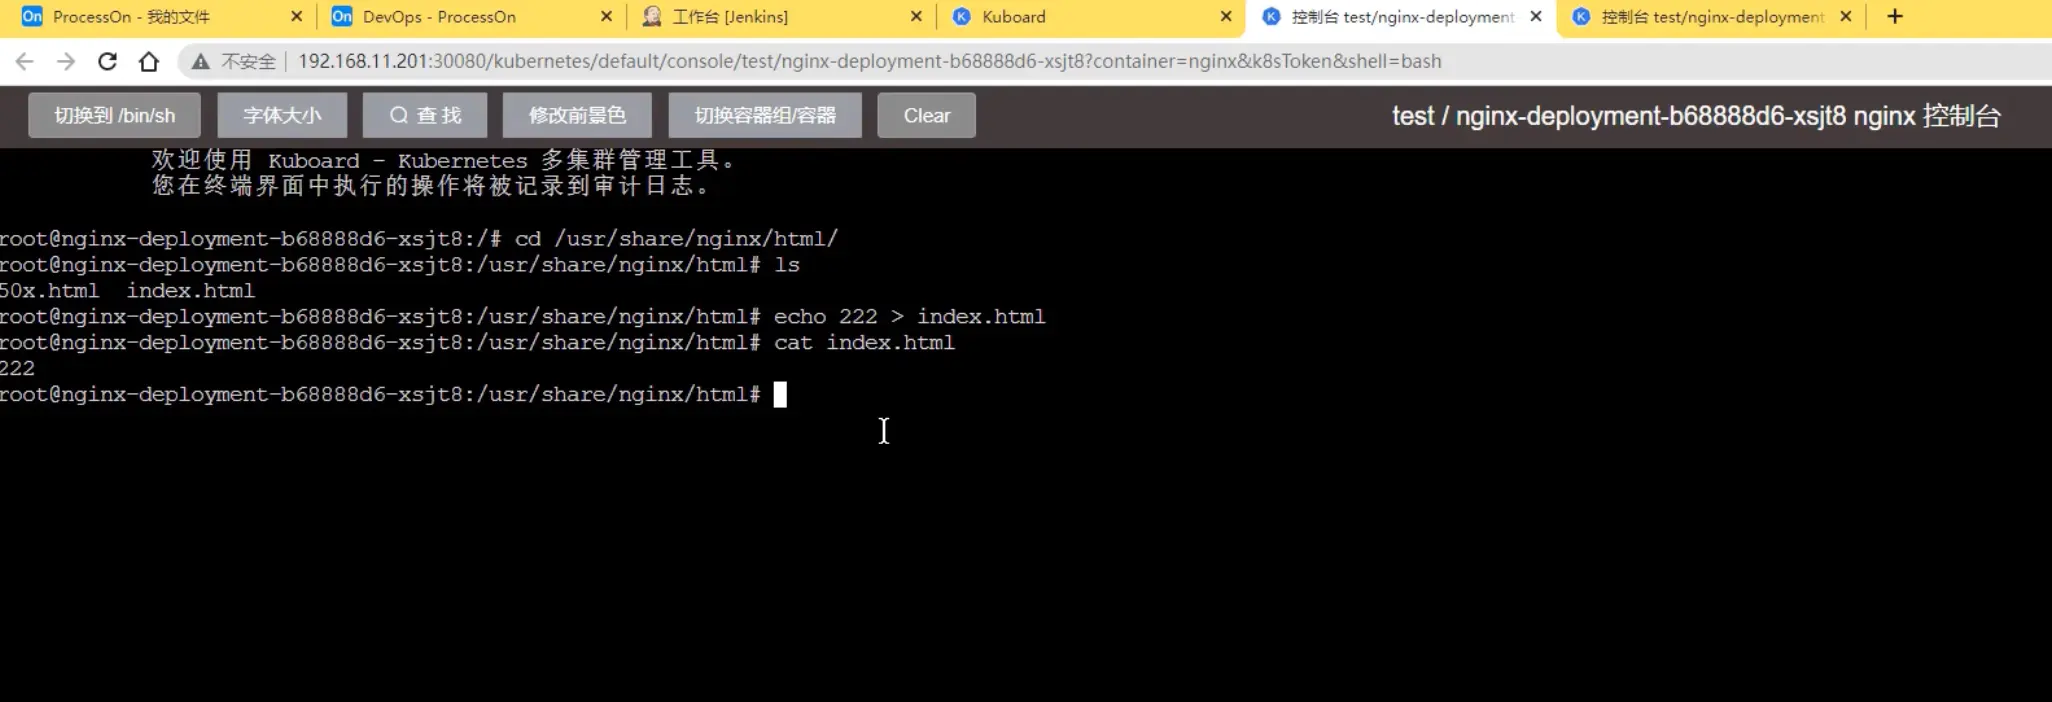 On ProcessOn - 我的文件
On DevOps - ProcessOn
工作台 [Jenkins]
K Kuboard
K 控制台 test/nginx-deployment
K 控制台 test/nginx-deployment
不安全 | 192.168.11.201:30080/kubernetes/default/console/test/nginx-deployment-b68888d6-xsjt8?container=nginx&k8sToken&shell=bash
切换到 /bin/sh 字体大小 查 找 修改前景色 切换容器组/容器 Clear test / nginx-deployment-b68888d6-xsjt8 nginx 控制台
欢迎使用 Kuboard - Kubernetes 多集群管理工具。
您在终端界面中执行的操作将被记录到审计日志。
root@nginx-deployment-b68888d6-xsjt8:/# cd /usr/share/nginx/html/
root@nginx-deployment-b68888d6-xsjt8:/usr/share/nginx/html# ls
50x.html index.html
root@nginx-deployment-b68888d6-xsjt8:/usr/share/nginx/html# echo 222 > index.html
root@nginx-deployment-b68888d6-xsjt8:/usr/share/nginx/html# cat index.html
222
root@nginx-deployment-b68888d6-xsjt8:/usr/share/nginx/html#